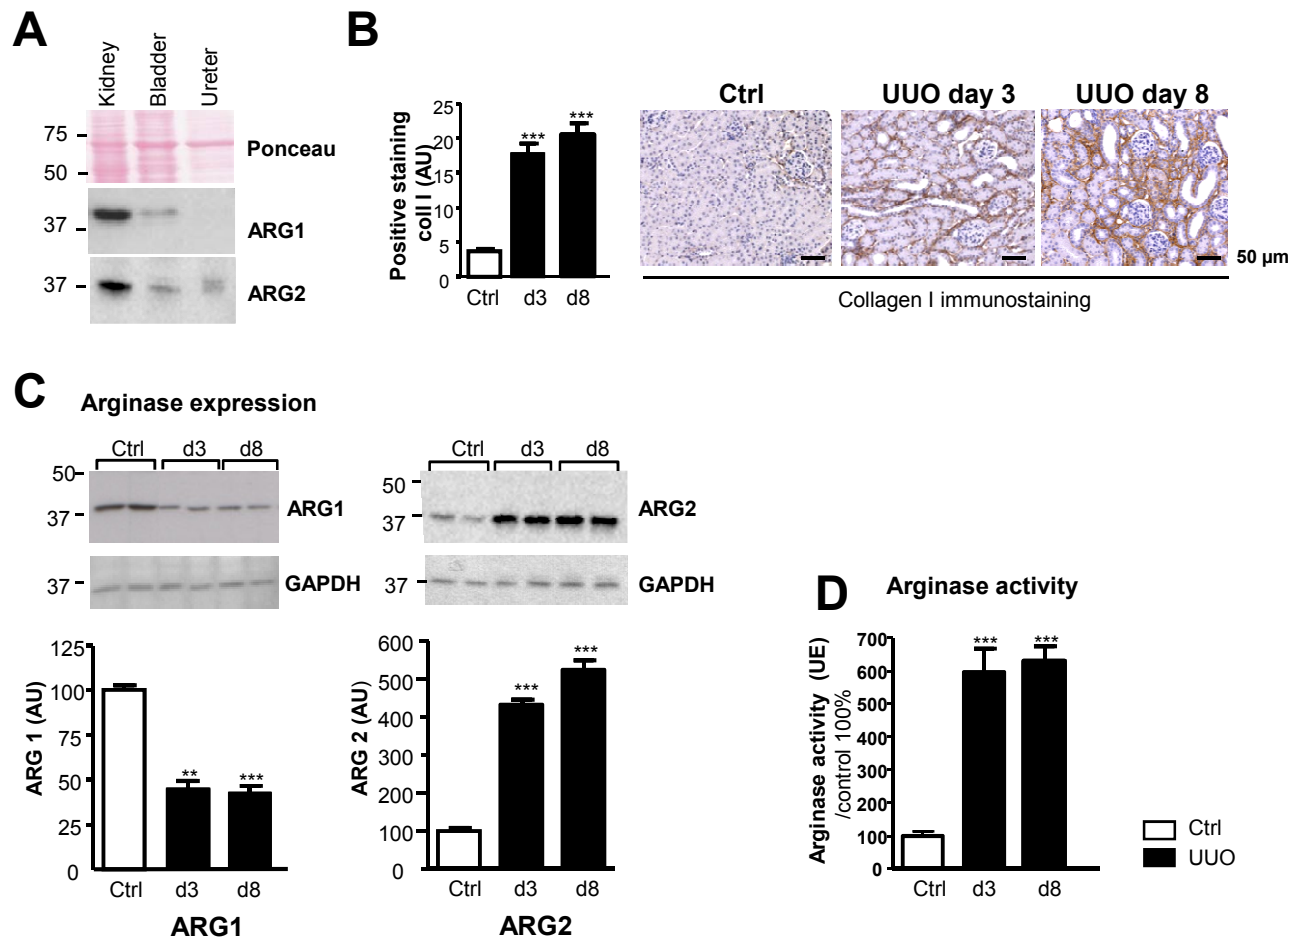 A
Kidney
Bladder
Ureter
75
50
Ponceau
37
ARG1
37
ARG2
B
Positive staining
coll I (AU)
25
20
15
10
5
0
***
***
Ctrl d3 d8
Ctrl UUO day 3 UUO day 8
50 µm
Collagen I immunostaining
C Arginase expression
Ctrl d3 d8
50
37
ARG1
37
GAPDH
Ctrl d3 d8
50
37
ARG2
37
GAPDH
ARG 1 (AU)
125
100
75
50
25
0
**
***
Ctrl d3 d8
ARG1
ARG 2 (AU)
600
500
400
300
200
100
0
***
***
Ctrl d3 d8
ARG2
D Arginase activity
Arginase activity (UE)
/control 100%
700
600
500
400
300
200
100
0
***
***
Ctrl d3 d8
Ctrl
UUO